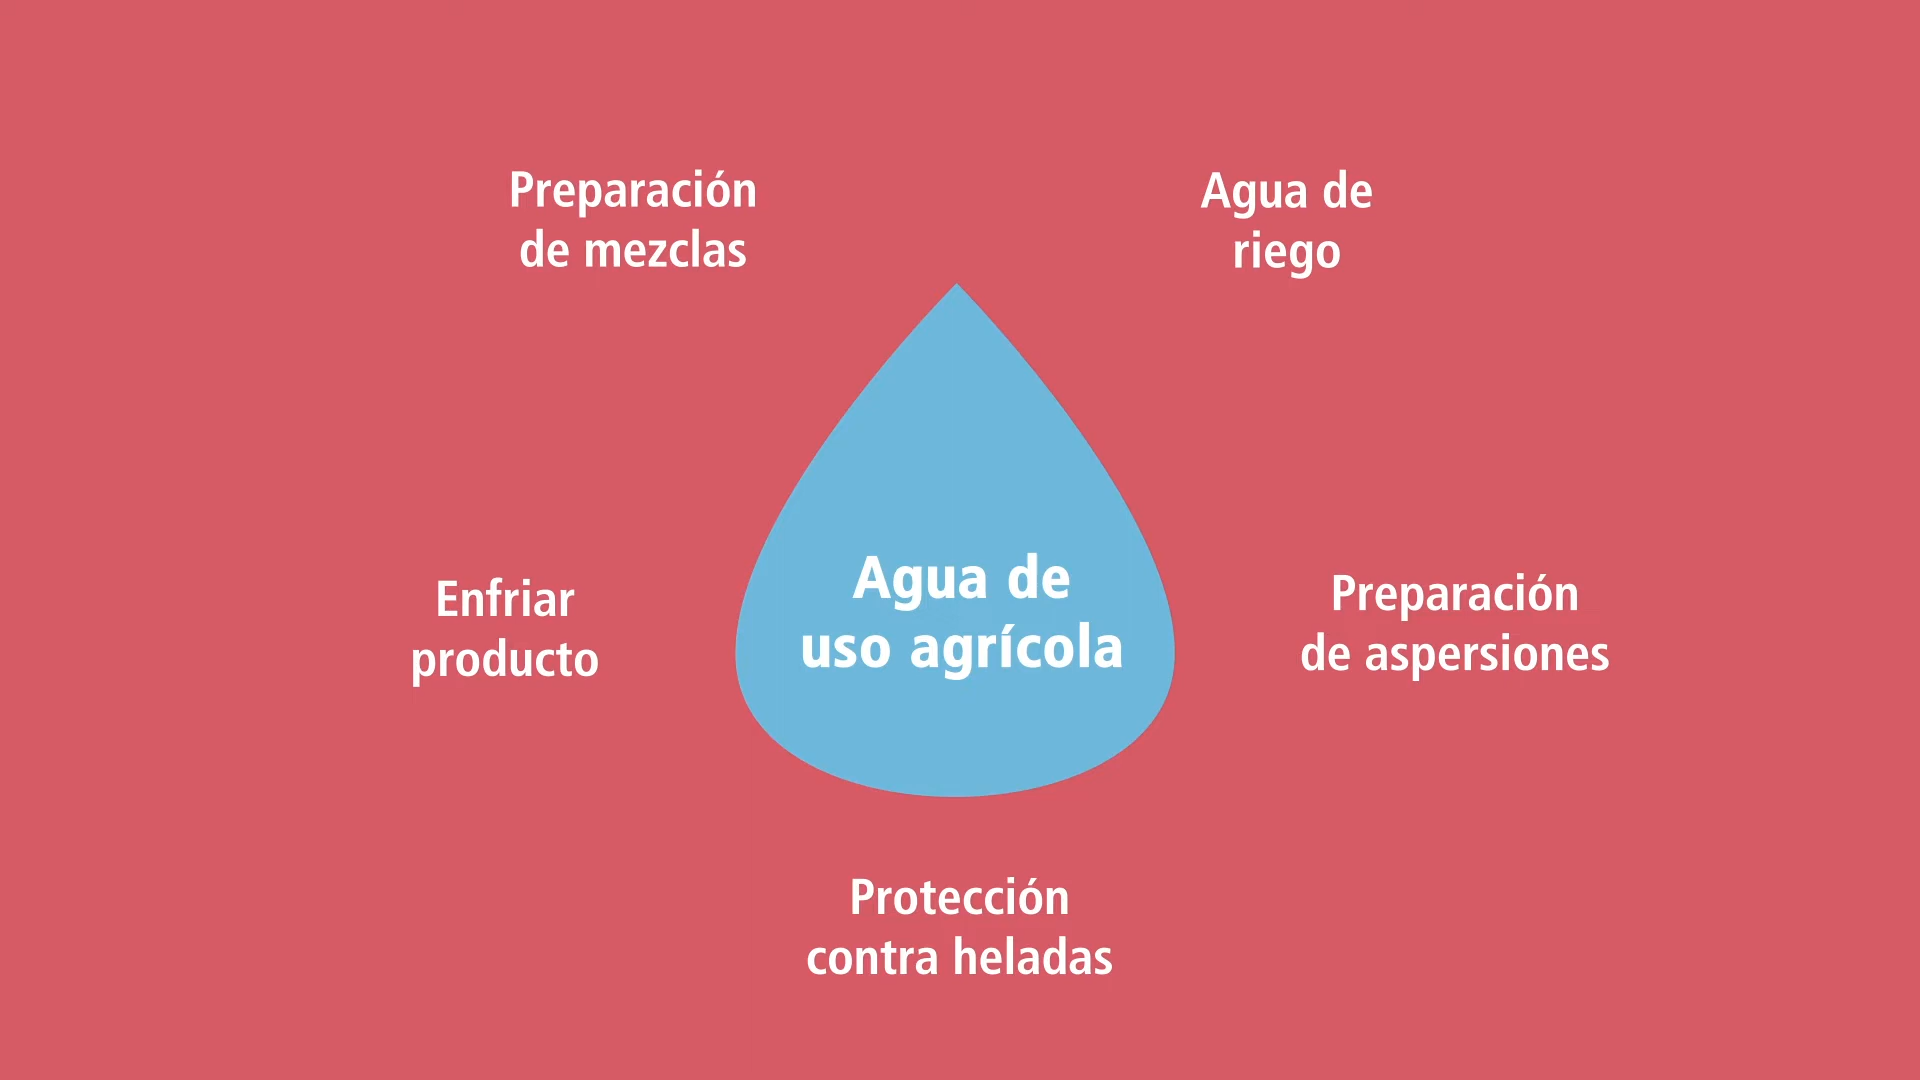 Preparación
de mezclas
Agua de
riego
Agua de
uso agrícola
Enfriar
producto
Preparación
de aspersiones
Protección
contra heladas